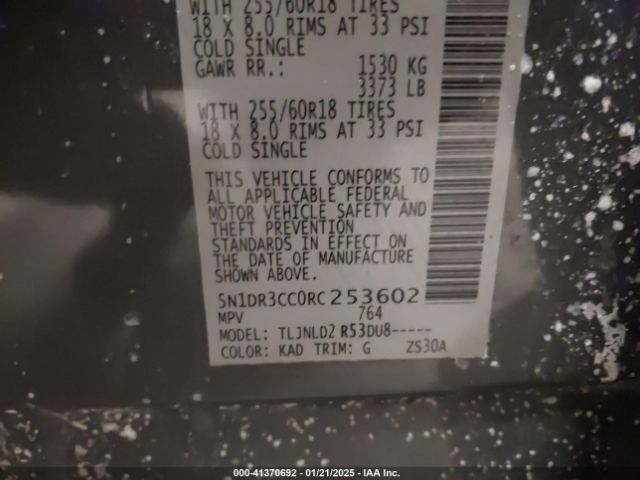 WITH 255/60R18 TIRES
18 X 8.0 RIMS AT 33 PSI
COLD SINGLE
GAWR RR.: 1530 KG
3373 LB
WITH 255/60R18 TIRES
18 X 8.0 RIMS AT 33 PSI
COLD SINGLE
THIS VEHICLE CONFORMS TO
ALL APPLICABLE FEDERAL
MOTOR VEHICLE SAFETY AND
THEFT PREVENTION
STANDARDS IN EFFECT ON
THE DATE OF MANUFACTURE
SHOWN ABOVE.
5N1DR3CC0RC253602
MPV 764
MODEL: TLJNLD2 R53DU8-----
COLOR: KAD TRIM: G ZS30A
000-41370692 - 01/21/2025 - IAA Inc.